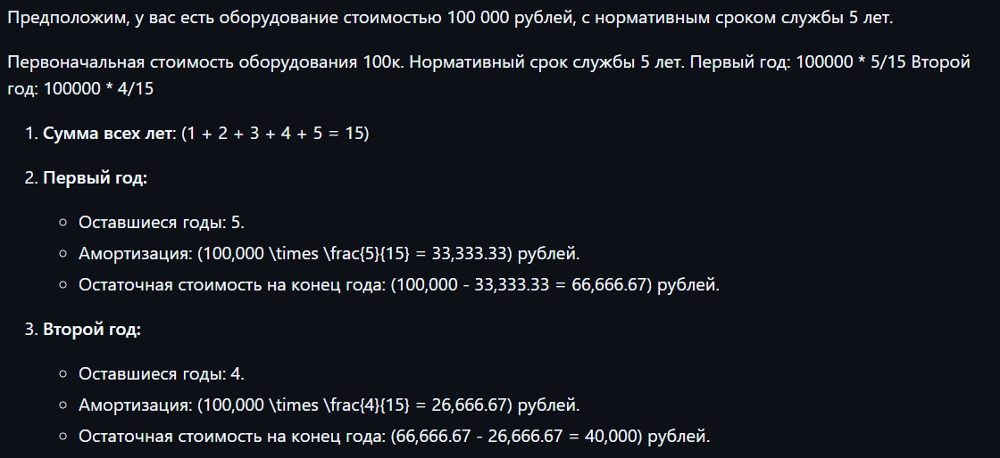 Предположим, у вас есть оборудование стоимостью 100 000 рублей, с нормативным сроком службы 5 лет.
Первоначальная стоимость оборудования 100к. Нормативный срок службы 5 лет. Первый год: 100000 * 5/15 Второй
год: 100000 * 4/15
1. Сумма всех лет: (1 + 2 + 3 + 4 + 5 = 15)
2. Первый год:
○ Оставшиеся годы: 5.
○ Амортизация: (100,000 \times \frac{5}{15} = 33,333.33) рублей.
○ Остаточная стоимость на конец года: (100,000 - 33,333.33 = 66,666.67) рублей.
3. Второй год:
○ Оставшиеся годы: 4.
○ Амортизация: (100,000 \times \frac{4}{15} = 26,666.67) рублей.
○ Остаточная стоимость на конец года: (66,666.67 - 26,666.67 = 40,000) рублей.